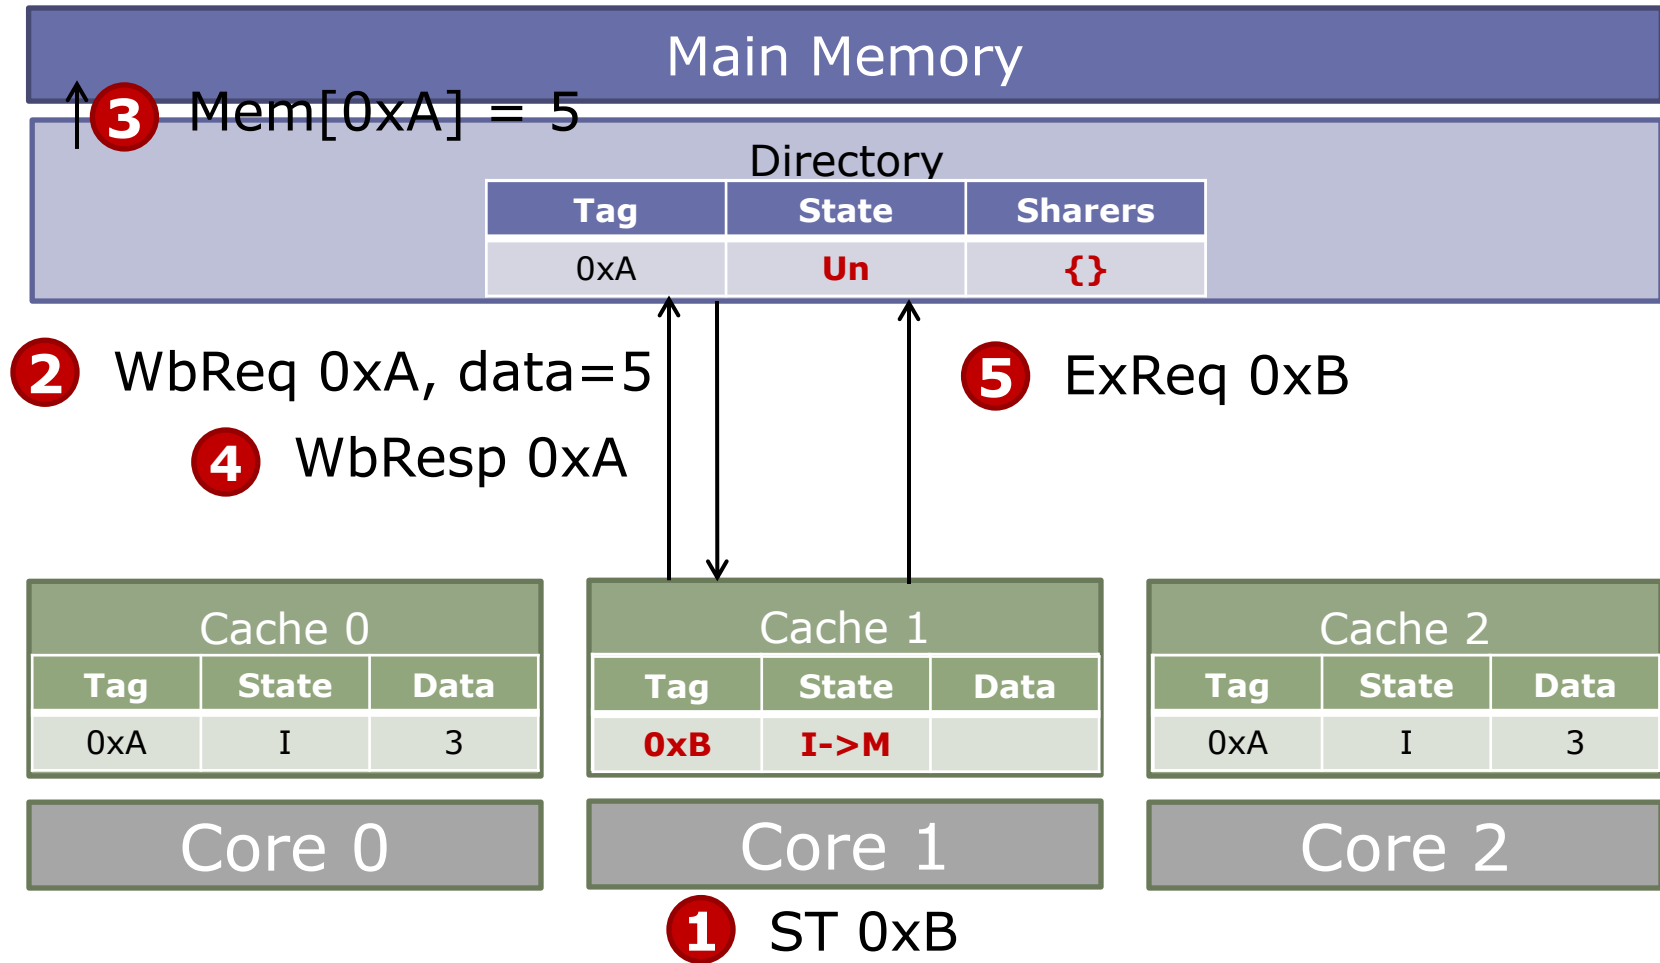 Main Memory
3 Mem[0xA] = 5
Directory
Tag State Sharers
0xA Un {}
2 WbReq 0xA, data=5
5 ExReq 0xB
4 WbResp 0xA
Cache 0 Cache 1 Cache 2
Tag State Data Tag State Data Tag State Data
0xA I 3 0xB I->M 0xA I 3
Core 0 Core 1 Core 2
1 ST 0xB